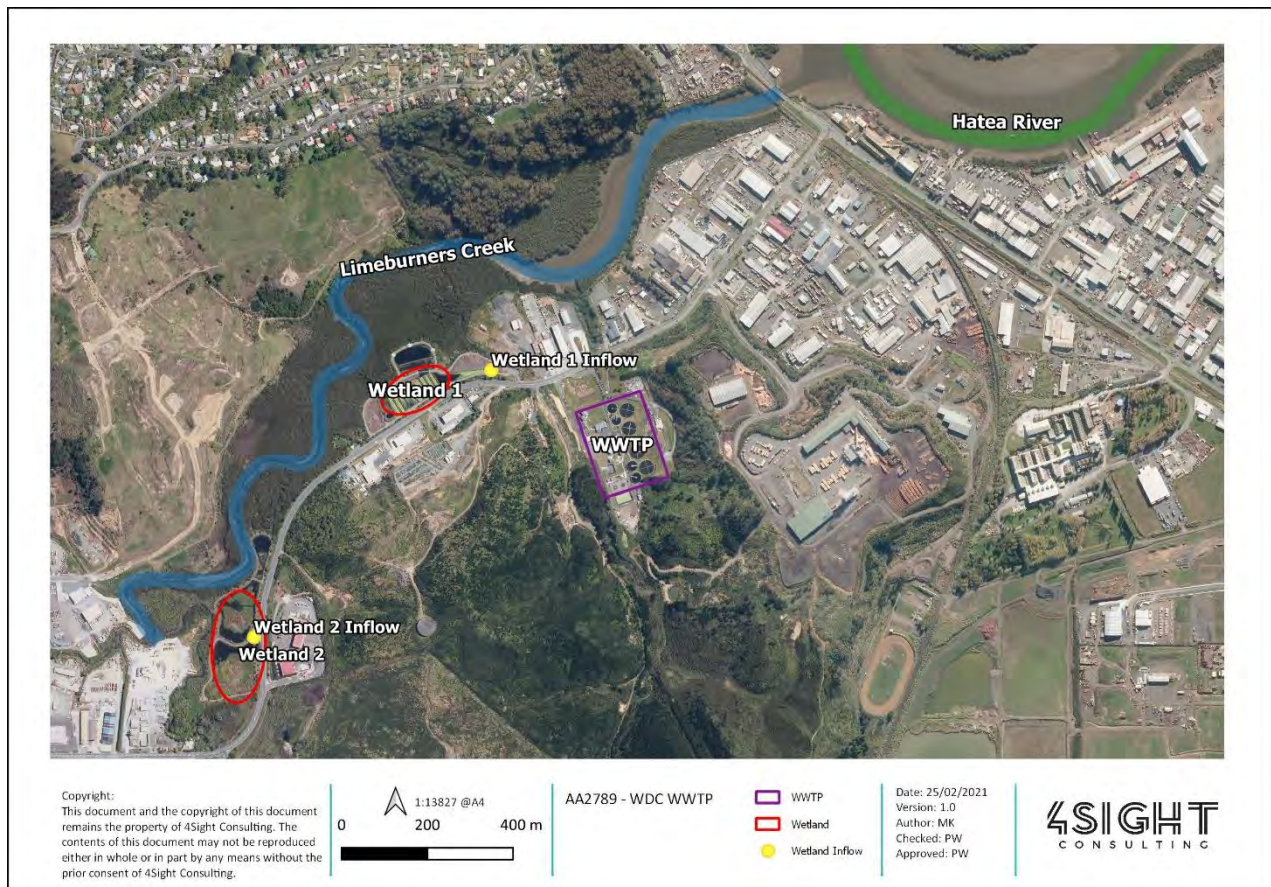 Hatea River
Limeburners Creek
Wetland 1 Inflow
Wetland 1
WWTP
Wetland 2 Inflow
Wetland 2
Copyright:
This document and the copyright of this document
remains the property of 4Sight Consulting. The
contents of this document may not be reproduced
either in whole or in part by any means without the
prior consent of 4Sight Consulting.
1:13827 @A4
0 200 400 m
AA2789 - WDC WWTP
WWTP
Wetland
Wetland Inflow
Date: 25/02/2021
Version: 1.0
Author: MK
Checked: PW
Approved: PW
4SIGHT
CONSULTING